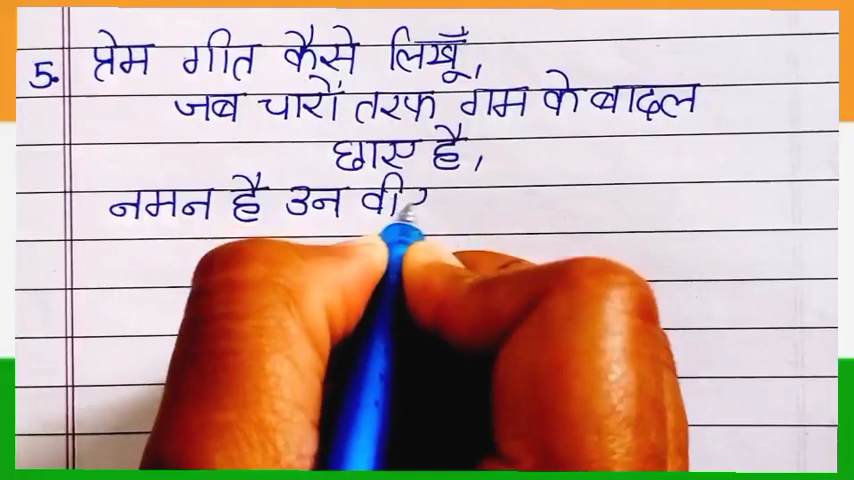 5. प्रेम गीत कैसे लिखूँ,
जब चारों तरफ गम के बादल
छाए है,
नमन है उन वीर